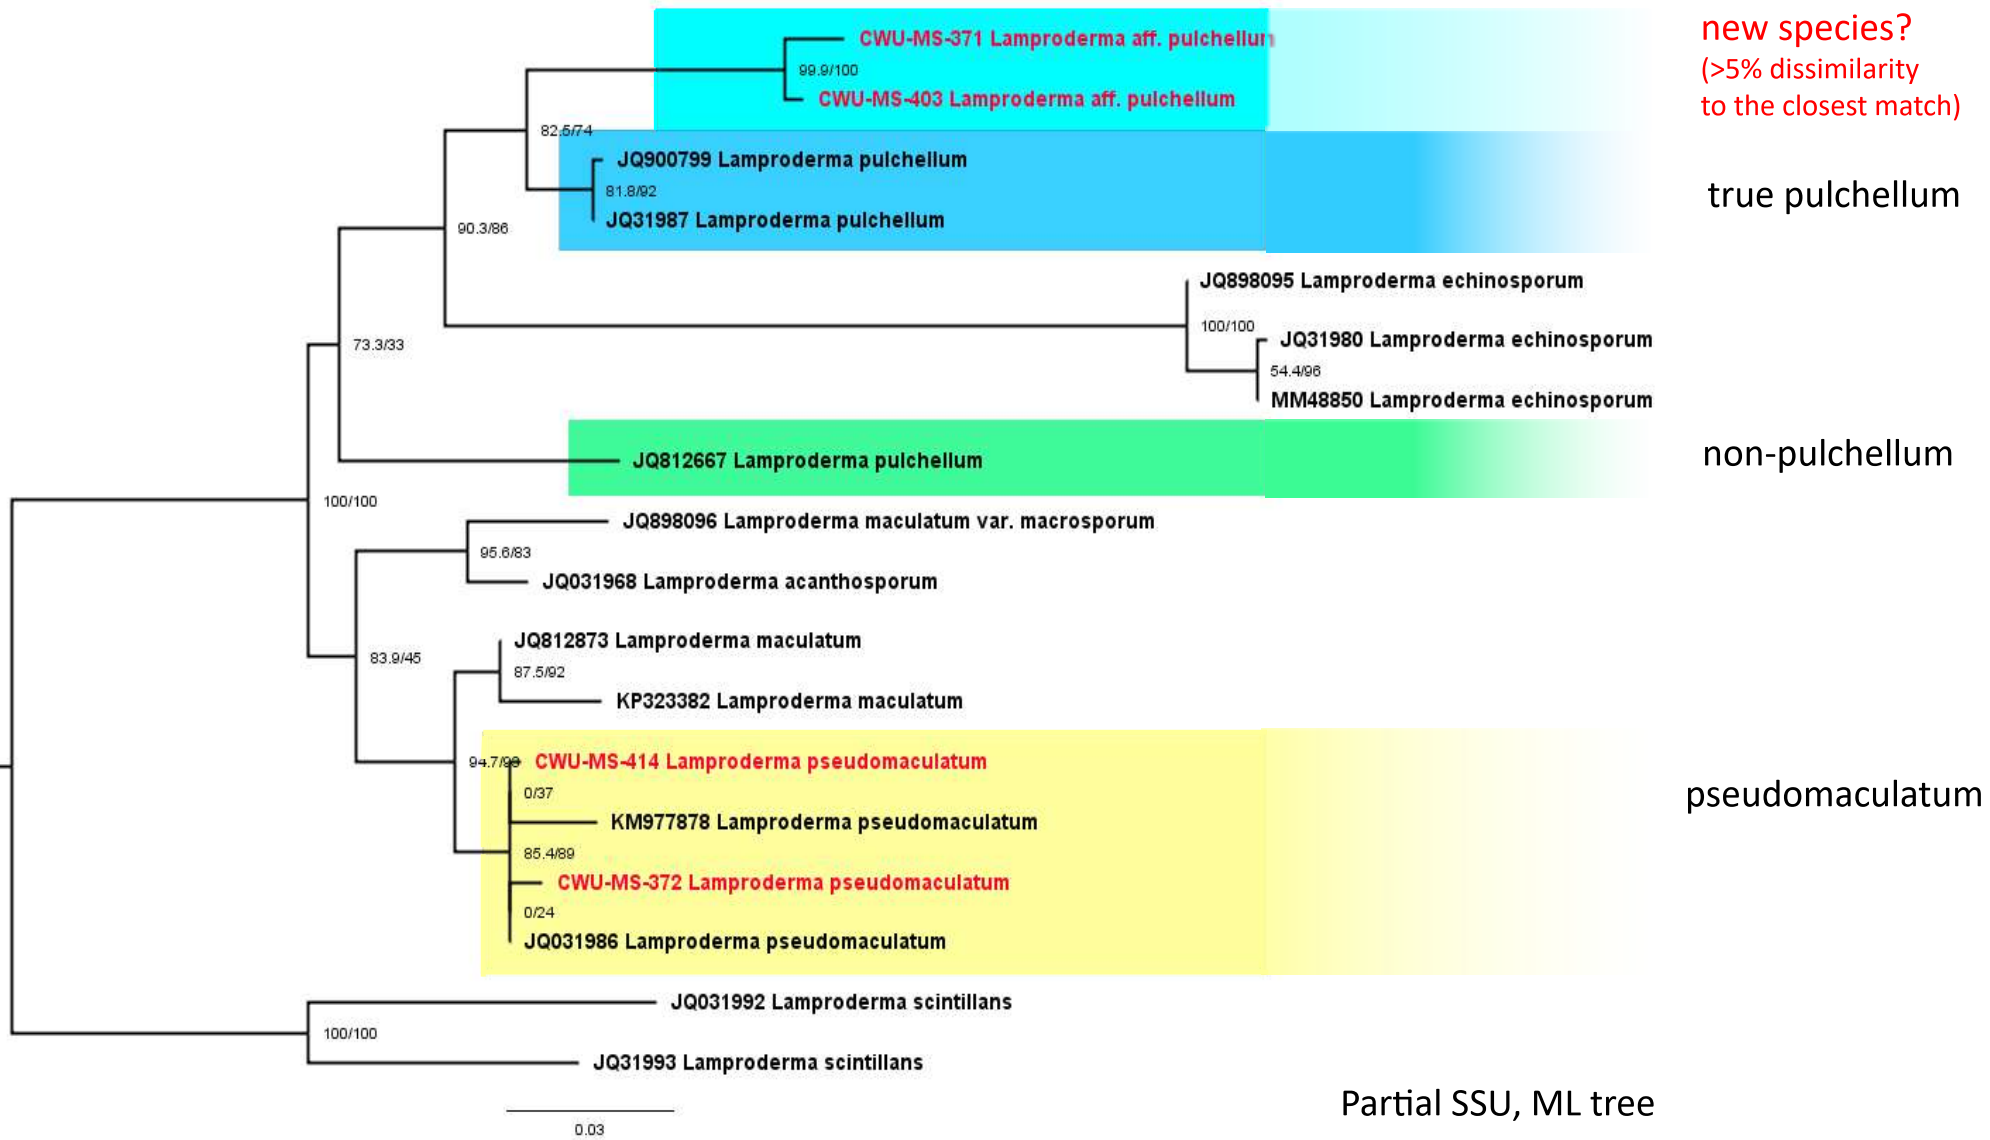 CWU-MS-371 Lamproderma aff. pulchellum
new species?
99.9/100
(>5% dissimilarity
CWU-MS-403 Lamproderma aff. pulchellum
to the closest match)
82.5/74
JQ900799 Lamproderma pulchellum
81.8/92
true pulchellum
JQ31987 Lamproderma pulchellum
90.3/86
JQ898095 Lamproderma echinosporum
100/100
JQ31980 Lamproderma echinosporum
73.3/33
54.4/96
MM48850 Lamproderma echinosporum
JQ812667 Lamproderma pulchellum
non-pulchellum
100/100
JQ898096 Lamproderma maculatum var. macrosporum
95.6/83
JQ031968 Lamproderma acanthosporum
JQ812873 Lamproderma maculatum
83.9/45
87.5/92
KP323382 Lamproderma maculatum
CWU-MS-414 Lamproderma pseudomaculatum
0/37
pseudomaculatum
KM977878 Lamproderma pseudomaculatum
85.4/89
CWU-MS-372 Lamproderma pseudomaculatum
0/24
JQ031986 Lamproderma pseudomaculatum
JQ031992 Lamproderma scintillans
100/100
JQ31993 Lamproderma scintillans
Partial SSU, ML tree
0.03